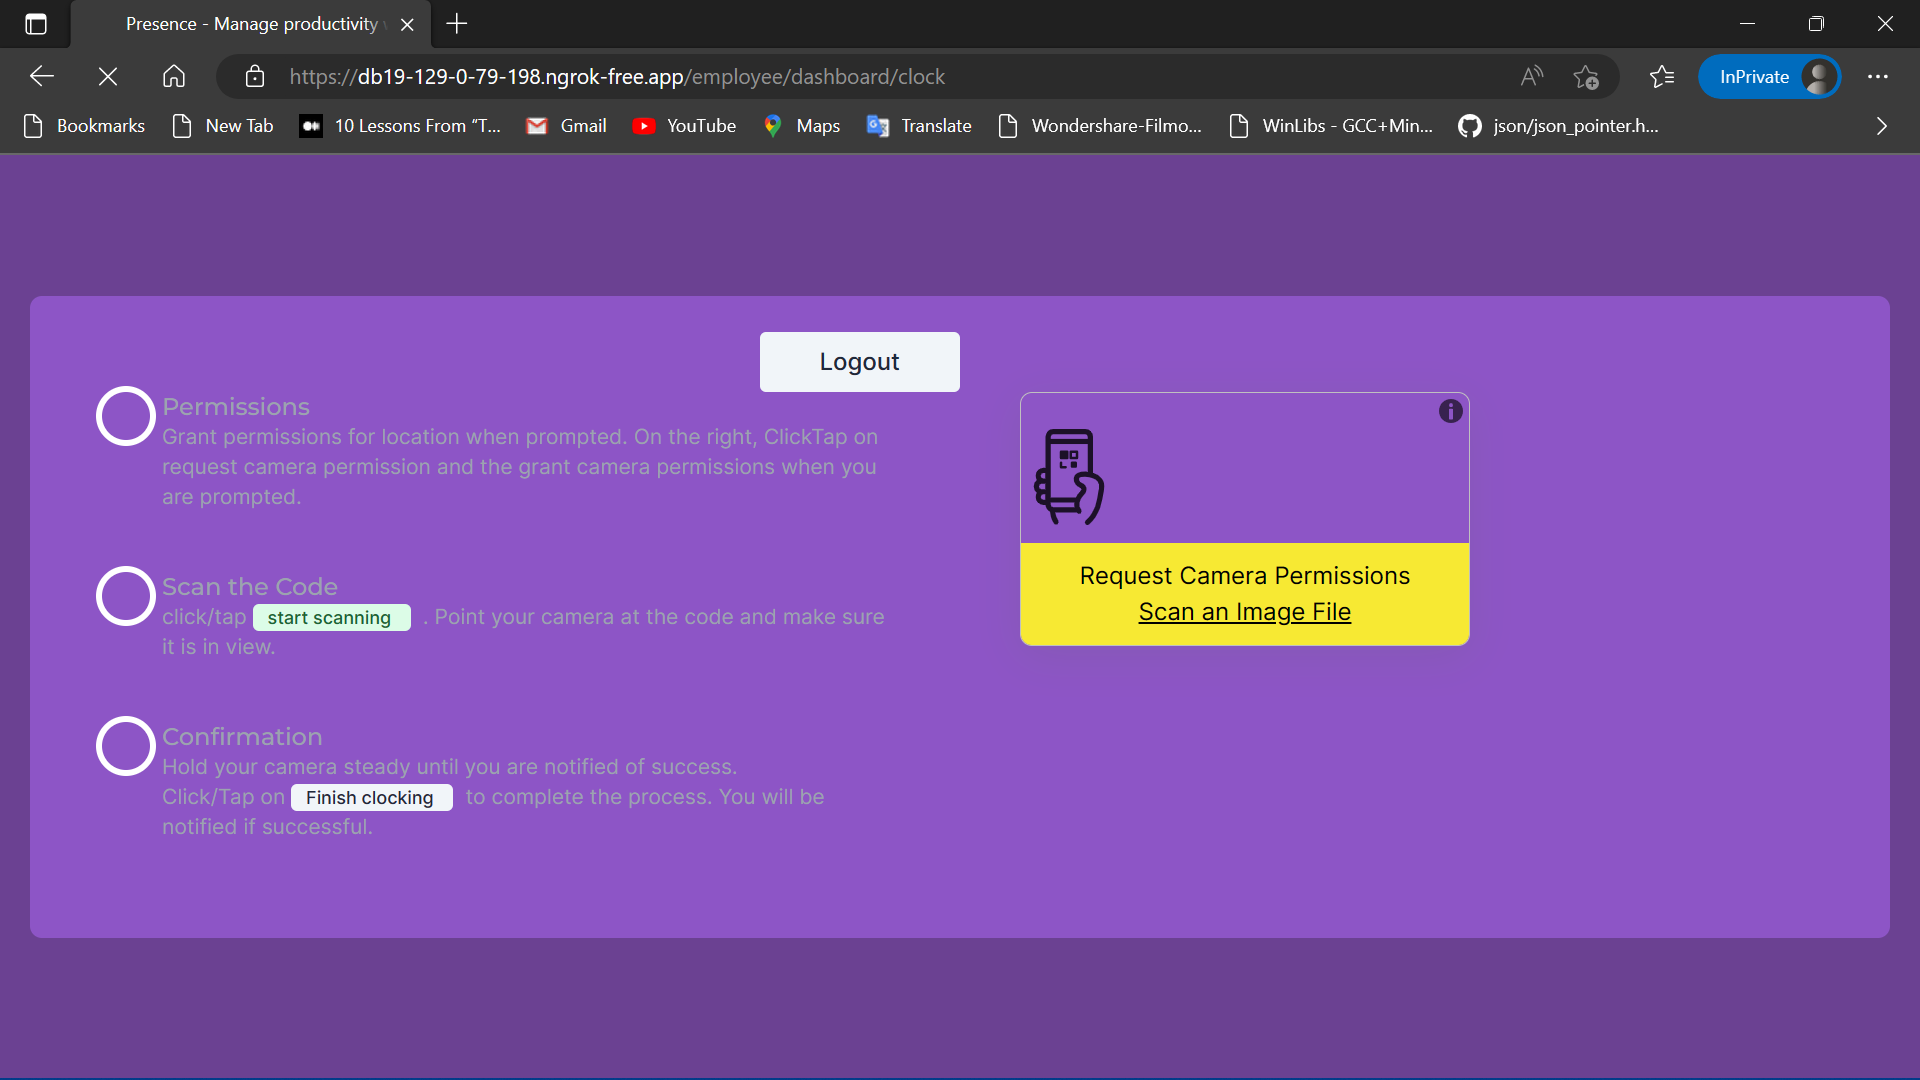 Presence - Manage productivity
https://db19-129-0-79-198.ngrok-free.app/employee/dashboard/clock
InPrivate
Bookmarks
New Tab
10 Lessons From “T...
Gmail
YouTube
Maps
Translate
Wondershare-Filmo...
WinLibs - GCC+Min...
json/json_pointer.h...
Logout
Permissions
Grant permissions for location when prompted. On the right, ClickTap on
request camera permission and the grant camera permissions when you
are prompted.
Scan the Code
click/tap start scanning . Point your camera at the code and make sure
it is in view.
Confirmation
Hold your camera steady until you are notified of success.
Click/Tap on Finish clocking to complete the process. You will be
notified if successful.
Request Camera Permissions
Scan an Image File